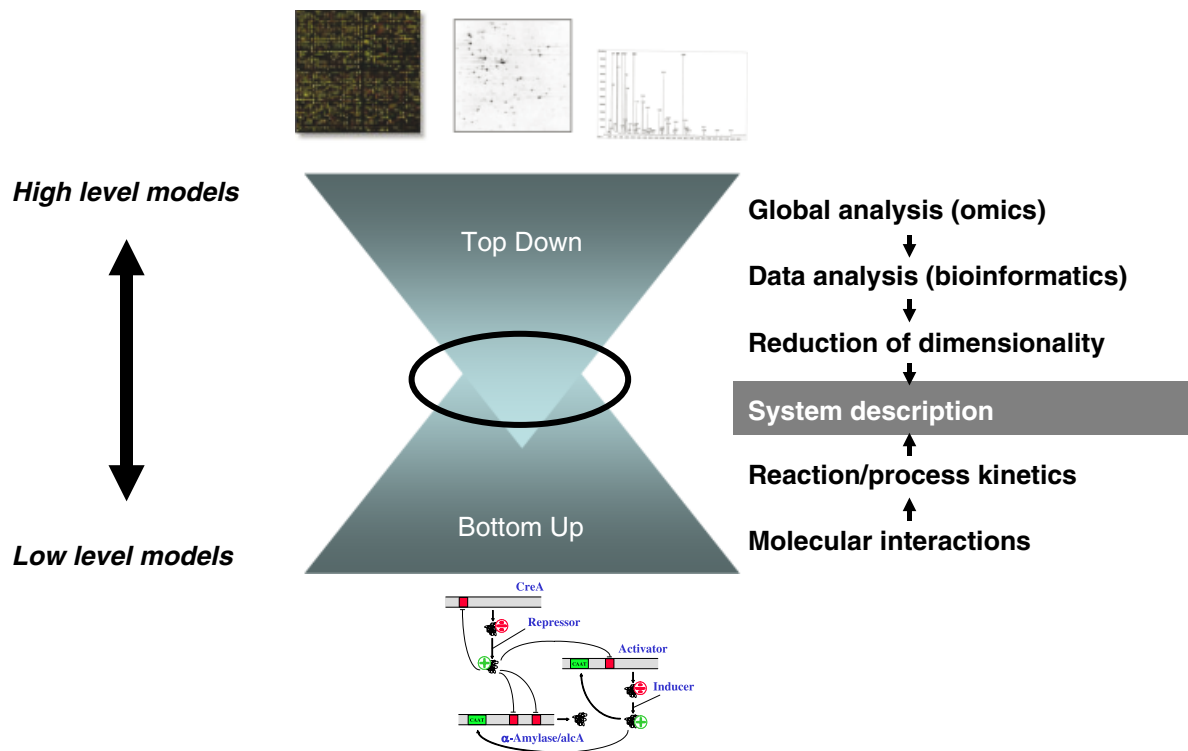 High level models
Top Down
Global analysis (omics)
Data analysis (bioinformatics)
Reduction of dimensionality
System description
Reaction/process kinetics
Molecular interactions
Bottom Up
Low level models
CreA
Repressor
Activator
CAAT
Inducer
CAAT
α-Amylase/alcA